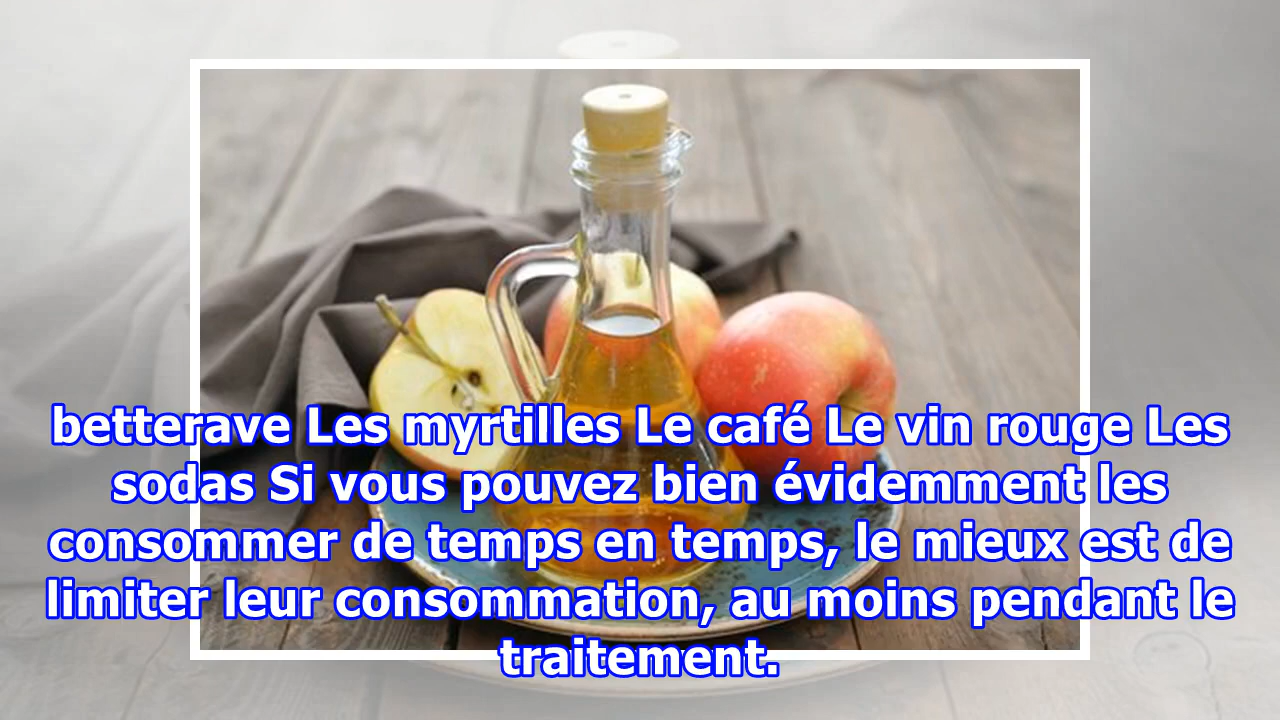 betterave Les myrtilles Le café Le vin rouge Les
sodas Si vous pouvez bien évidemment les
consommer de temps en temps, le mieux est de
limiter leur consommation, au moins pendant le
traitement.